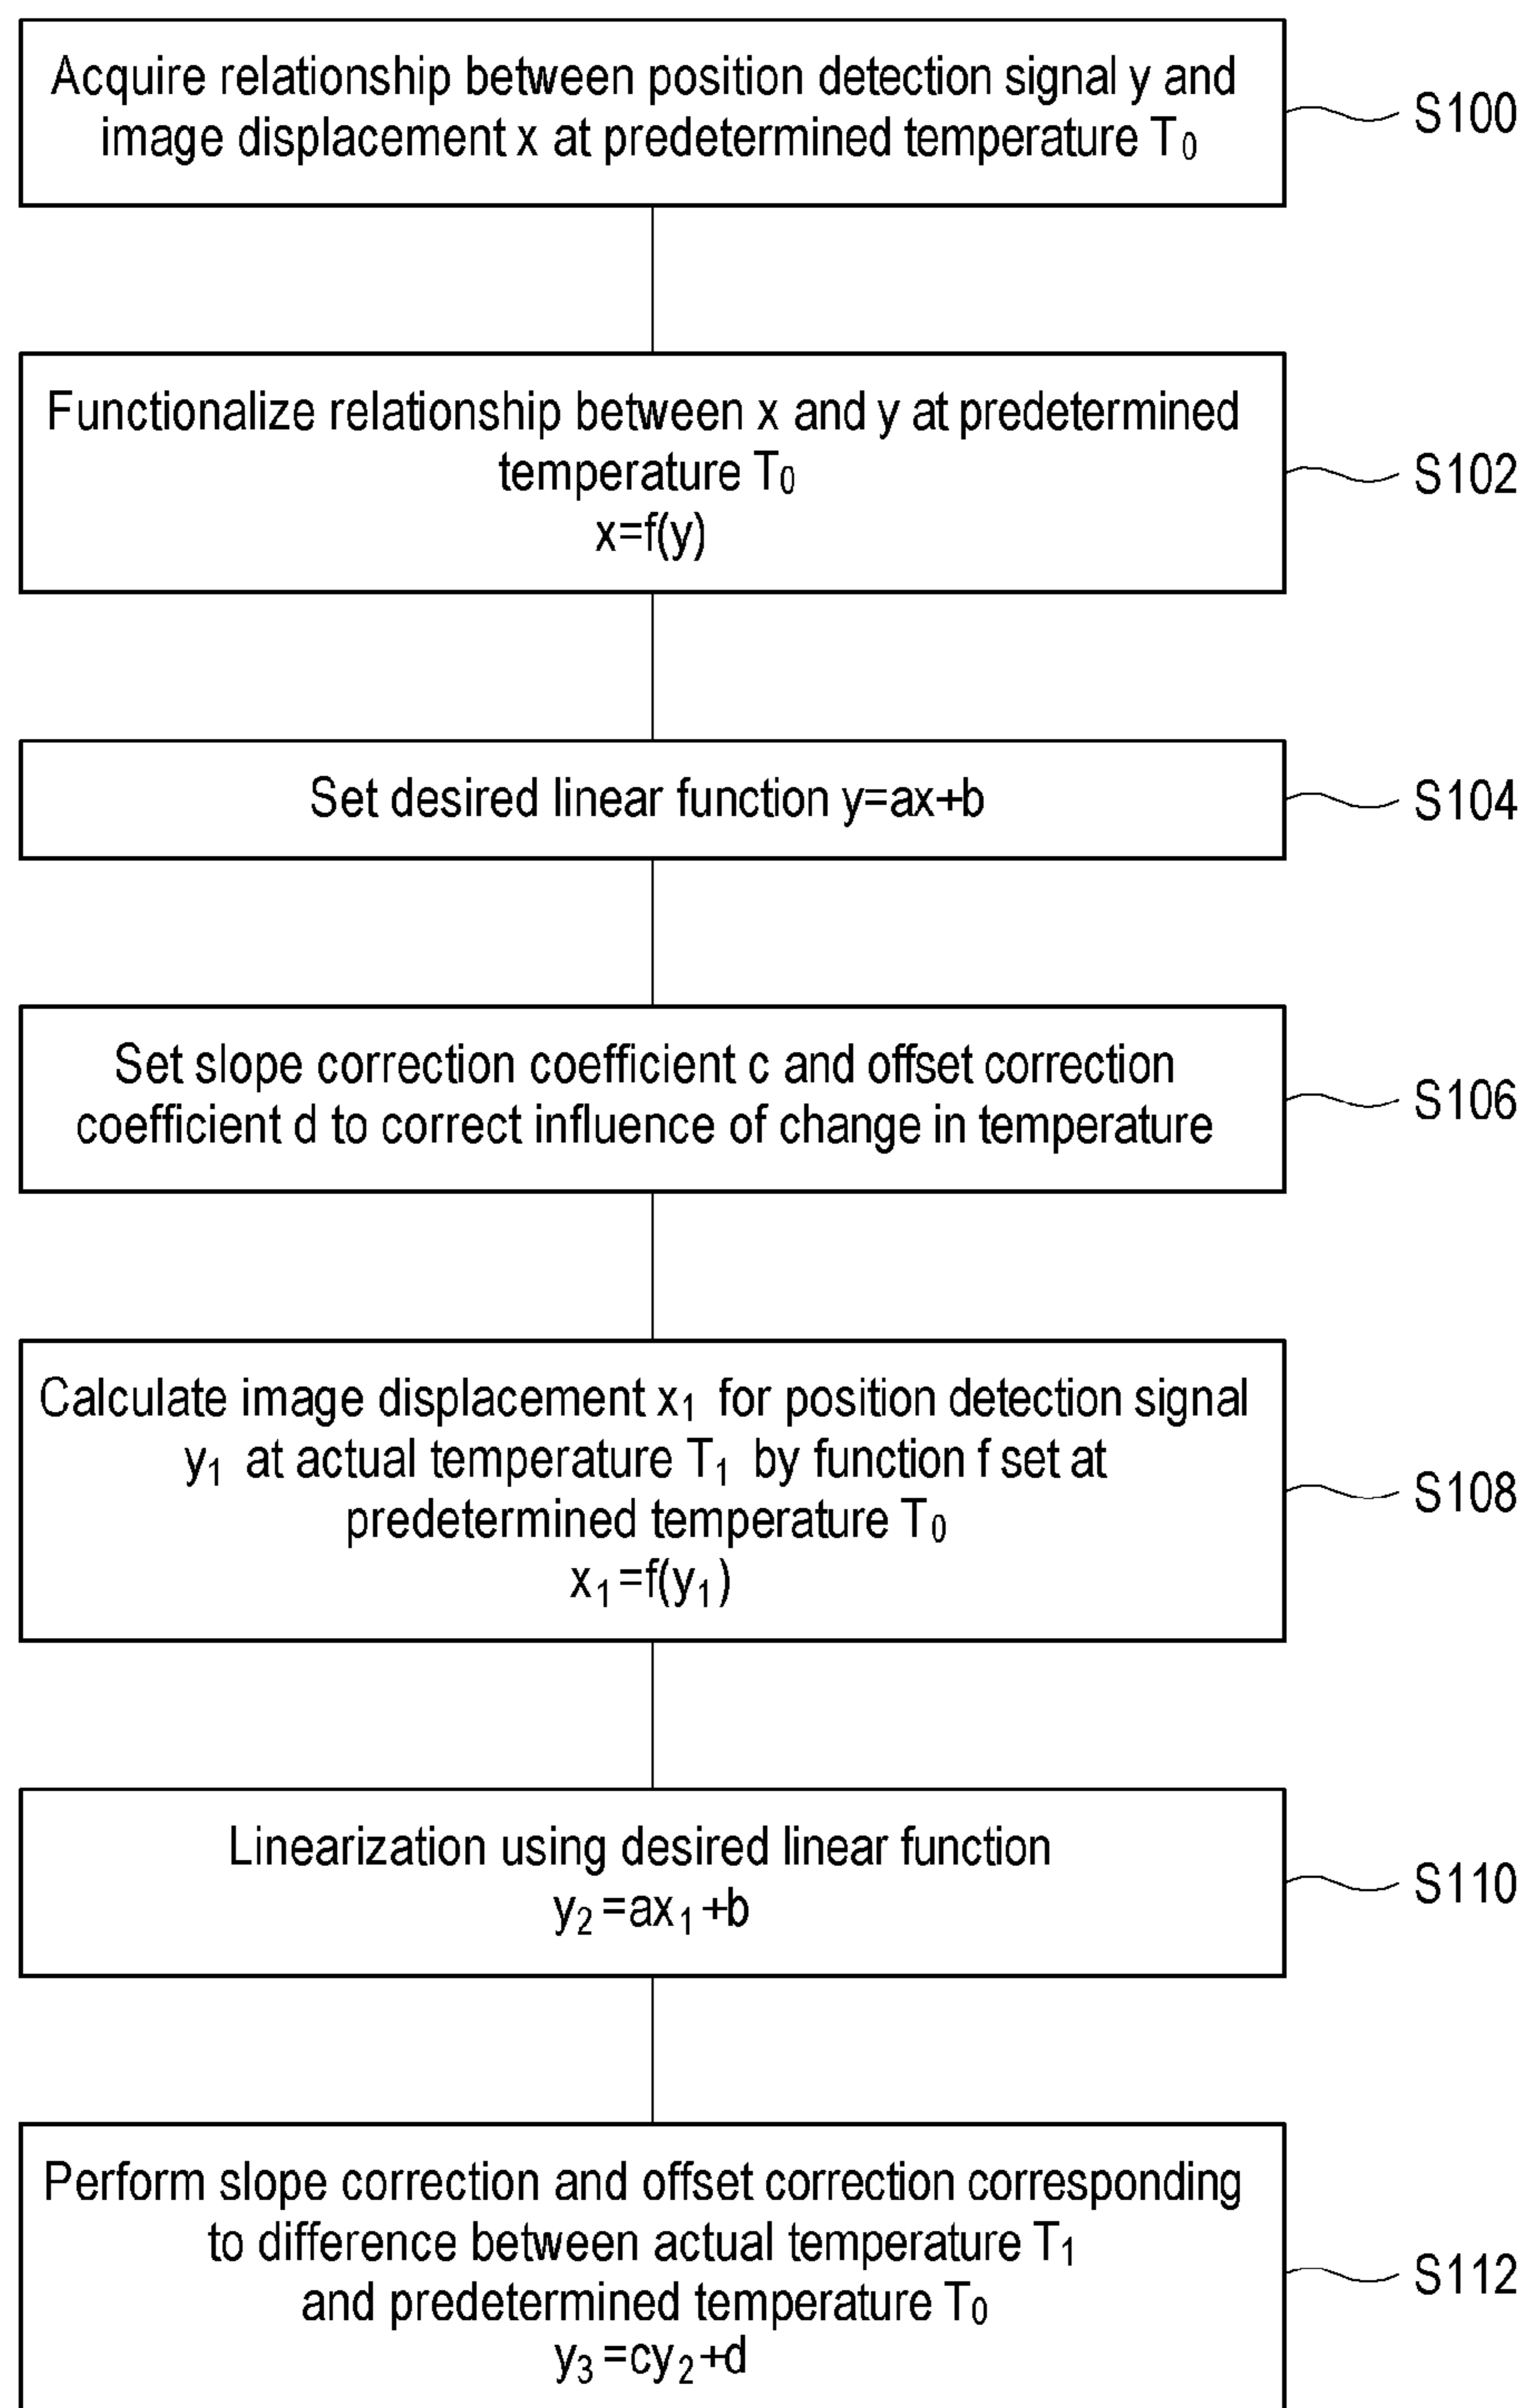 Acquire relationship between position detection signal y and
image displacement x at predetermined temperature T₀
S100
Functionalize relationship between x and y at predetermined
temperature T₀
x=f(y)
S102
Set desired linear function y=ax+b
S104
Set slope correction coefficient c and offset correction
coefficient d to correct influence of change in temperature
S106
Calculate image displacement x₁ for position detection signal
y₁ at actual temperature T₁ by function f set at
predetermined temperature T₀
x₁=f(y₁)
S108
Linearization using desired linear function
y₂=ax₁+b
S110
Perform slope correction and offset correction corresponding
to difference between actual temperature T₁
and predetermined temperature T₀
y₃=cy₂+d
S112